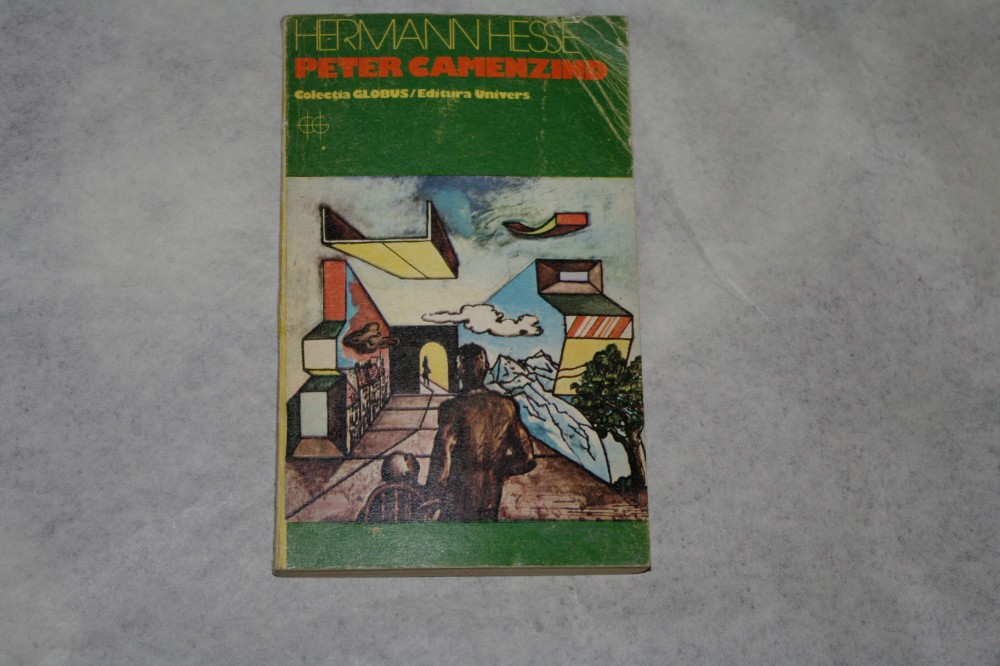 HERMANN HESSE
PETER CAMENZIND
Colecția GLOBUS/Editura Univers